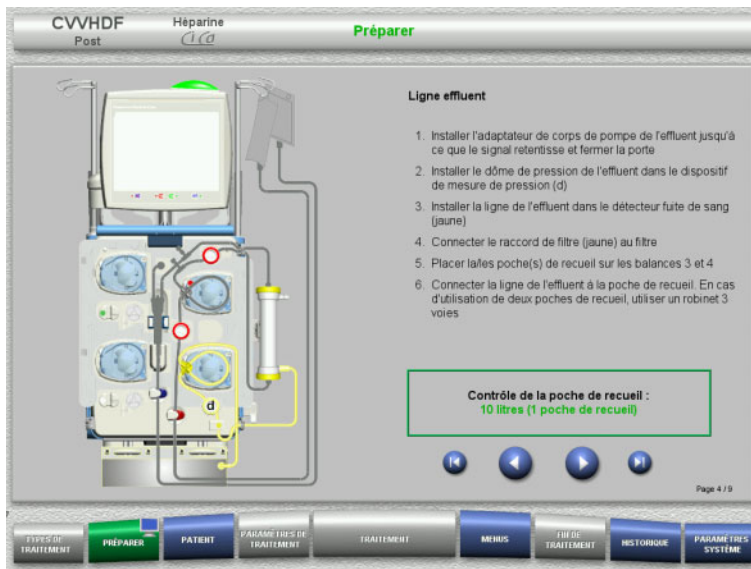 CVVHDF
Post
Héparine
CiCa
Préparer
Ligne effluent
1. Installer l'adaptateur de corps de pompe de l'effluent jusqu'à
ce que le signal retentisse et fermer la porte
2. Installer le dôme de pression de l'effluent dans le dispositif
de mesure de pression (d)
3. Installer la ligne de l'effluent dans le détecteur fuite de sang
(jaune)
4. Connecter le raccord de filtre (jaune) au filtre
5. Placer la/les poche(s) de recueil sur les balances 3 et 4
6. Connecter la ligne de l'effluent à la poche de recueil. En cas
d'utilisation de deux poches de recueil, utiliser un robinet 3
voies
d
Contrôle de la poche de recueil :
10 litres (1 poche de recueil)
Page 4 / 9
TYPES DE
TRAITEMENT
PRÉPARER
PATIENT
PARAMÈTRES DE
TRAITEMENT
TRAITEMENT
MENUS
FIN DE
TRAITEMENT
HISTORIQUE
PARAMÈTRES
SYSTÈME